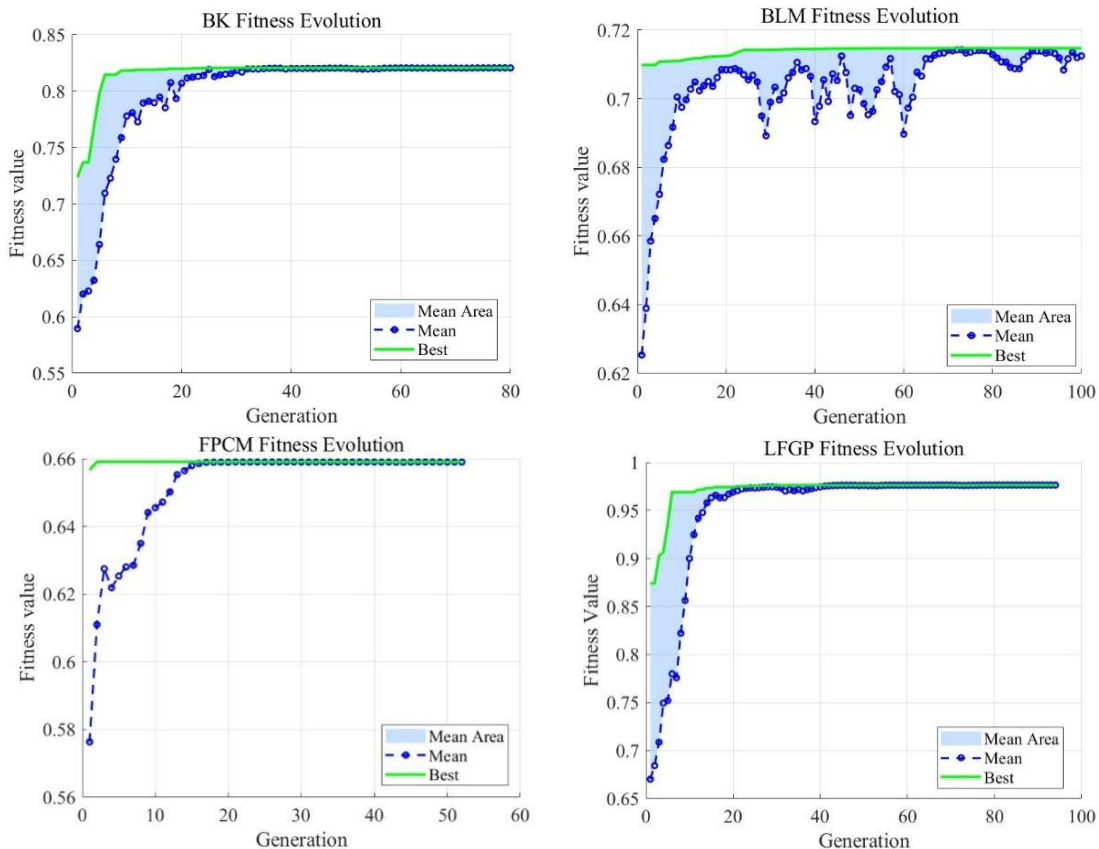 BK Fitness Evolution
0.85
0.8
0.75
0.7
0.65
0.6
0.55
Fitness value
0
20
40
60
80
Generation
Mean Area
Mean
Best
BLM Fitness Evolution
0.72
0.7
0.68
0.66
0.64
0.62
Fitness value
0
20
40
60
80
100
Generation
Mean Area
Mean
Best
FPCM Fitness Evolution
0.66
0.64
0.62
0.6
0.58
0.56
Fitness value
0
10
20
30
40
50
60
Generation
Mean Area
Mean
Best
LFGP Fitness Evolution
1
0.95
0.9
0.85
0.8
0.75
0.7
0.65
Fitness Value
0
20
40
60
80
100
Generation
Mean Area
Mean
Best